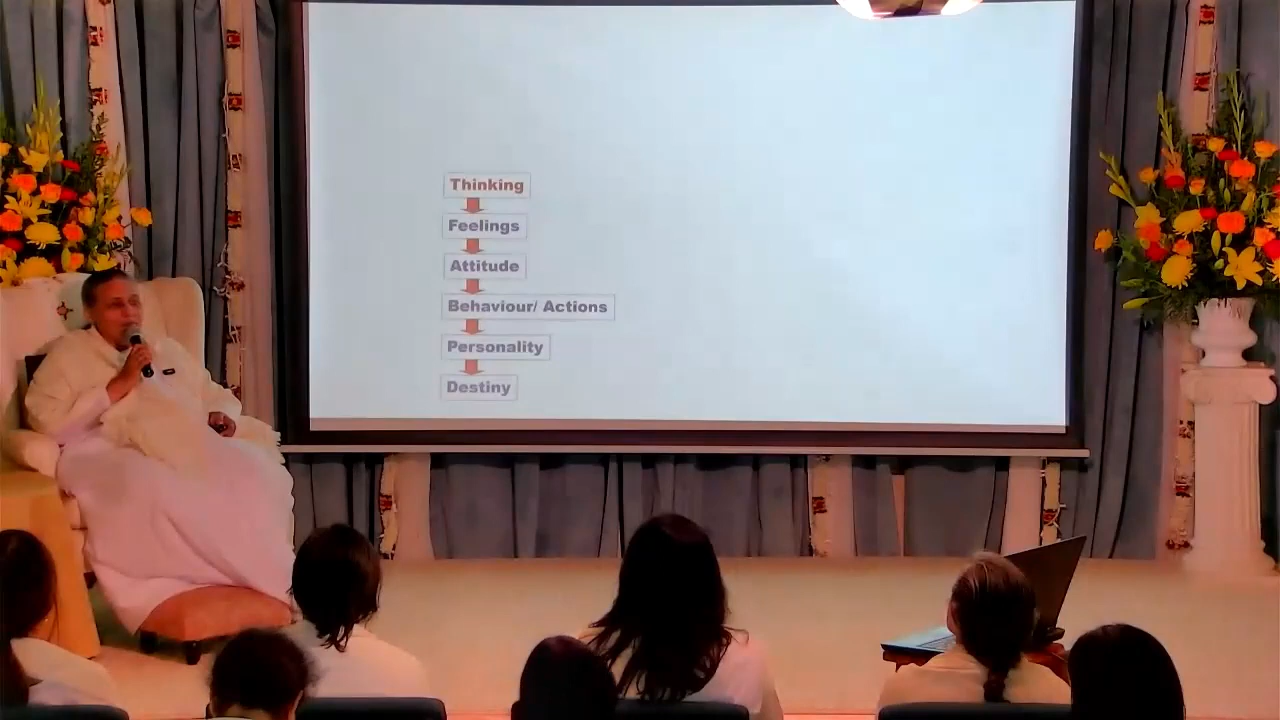 Thinking
Feelings
Attitude
Behaviour/ Actions
Personality
Destiny